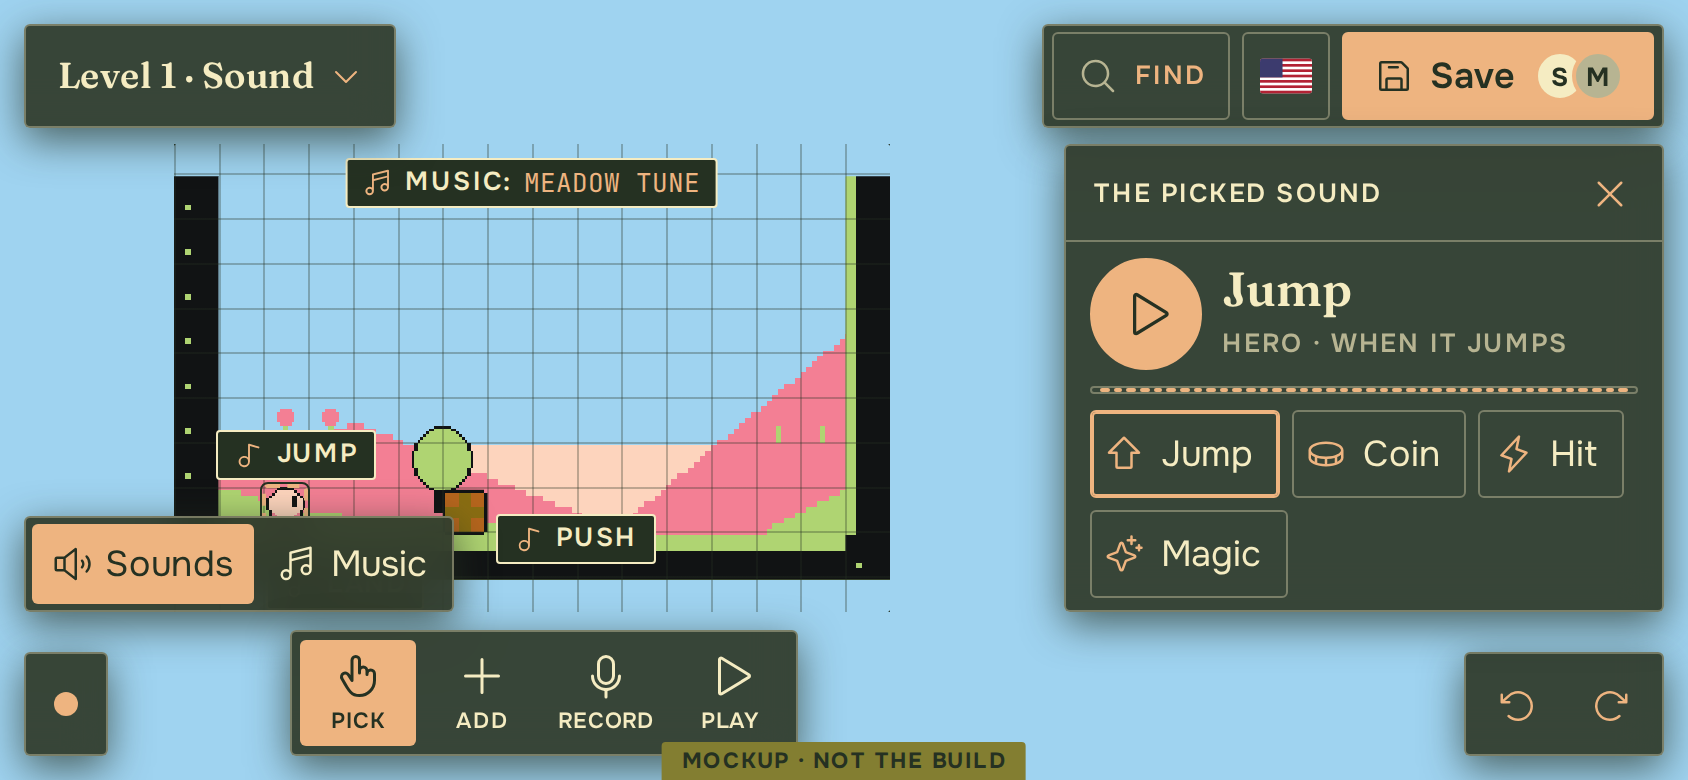 Level 1 · Sound
FIND
Save
S
M
MUSIC: MEADOW TUNE
THE PICKED SOUND
Jump
HERO · WHEN IT JUMPS
Jump
Coin
Hit
Magic
JUMP
PUSH
Sounds
Music
PICK
ADD
RECORD
PLAY
MOCKUP · NOT THE BUILD